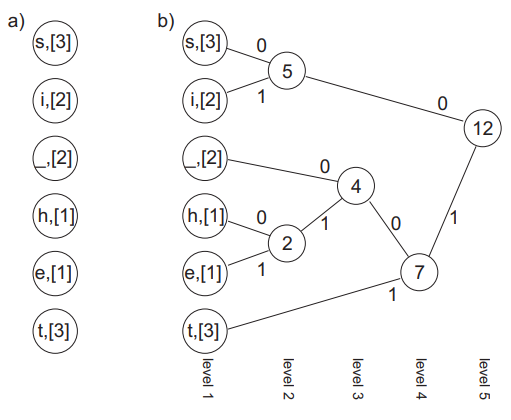 a)
s,[3]
i,[2]
_,[2]
h,[1]
e,[1]
t,[3]
b)
s,[3]
0
5
i,[2]
1
0
12
_,[2]
0
4
h,[1]
0
1
0
1
2
e,[1]
1
7
1
t,[3]
level 1
level 2
level 3
level 4
level 5